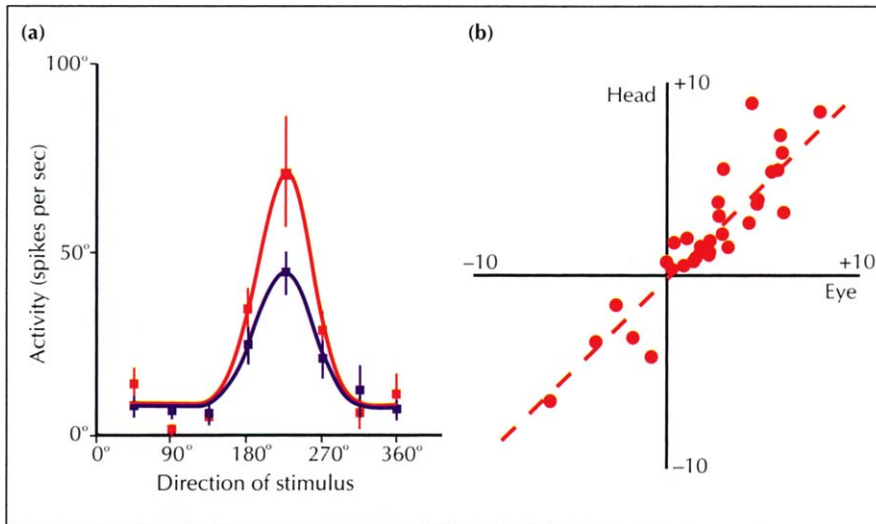 (a)
100°
50°
0°
Activity (spikes per sec)
0° 90° 180° 270° 360°
Direction of stimulus
(b)
Head +10
−10 +10
Eye
−10